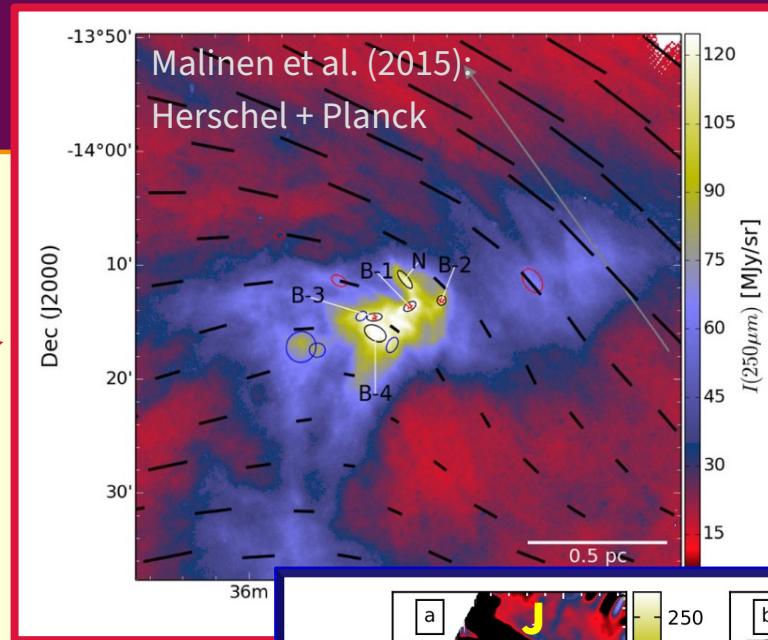 Malinen et al. (2015):
Herschel + Planck
-13°50'
-14°00'
10'
20'
30'
Dec (J2000)
36m
B-1
N
B-2
B-3
B-4
0.5 pc
120
105
90
75
60
45
30
15
I(250μm) [MJy/sr]
a
J
250
b